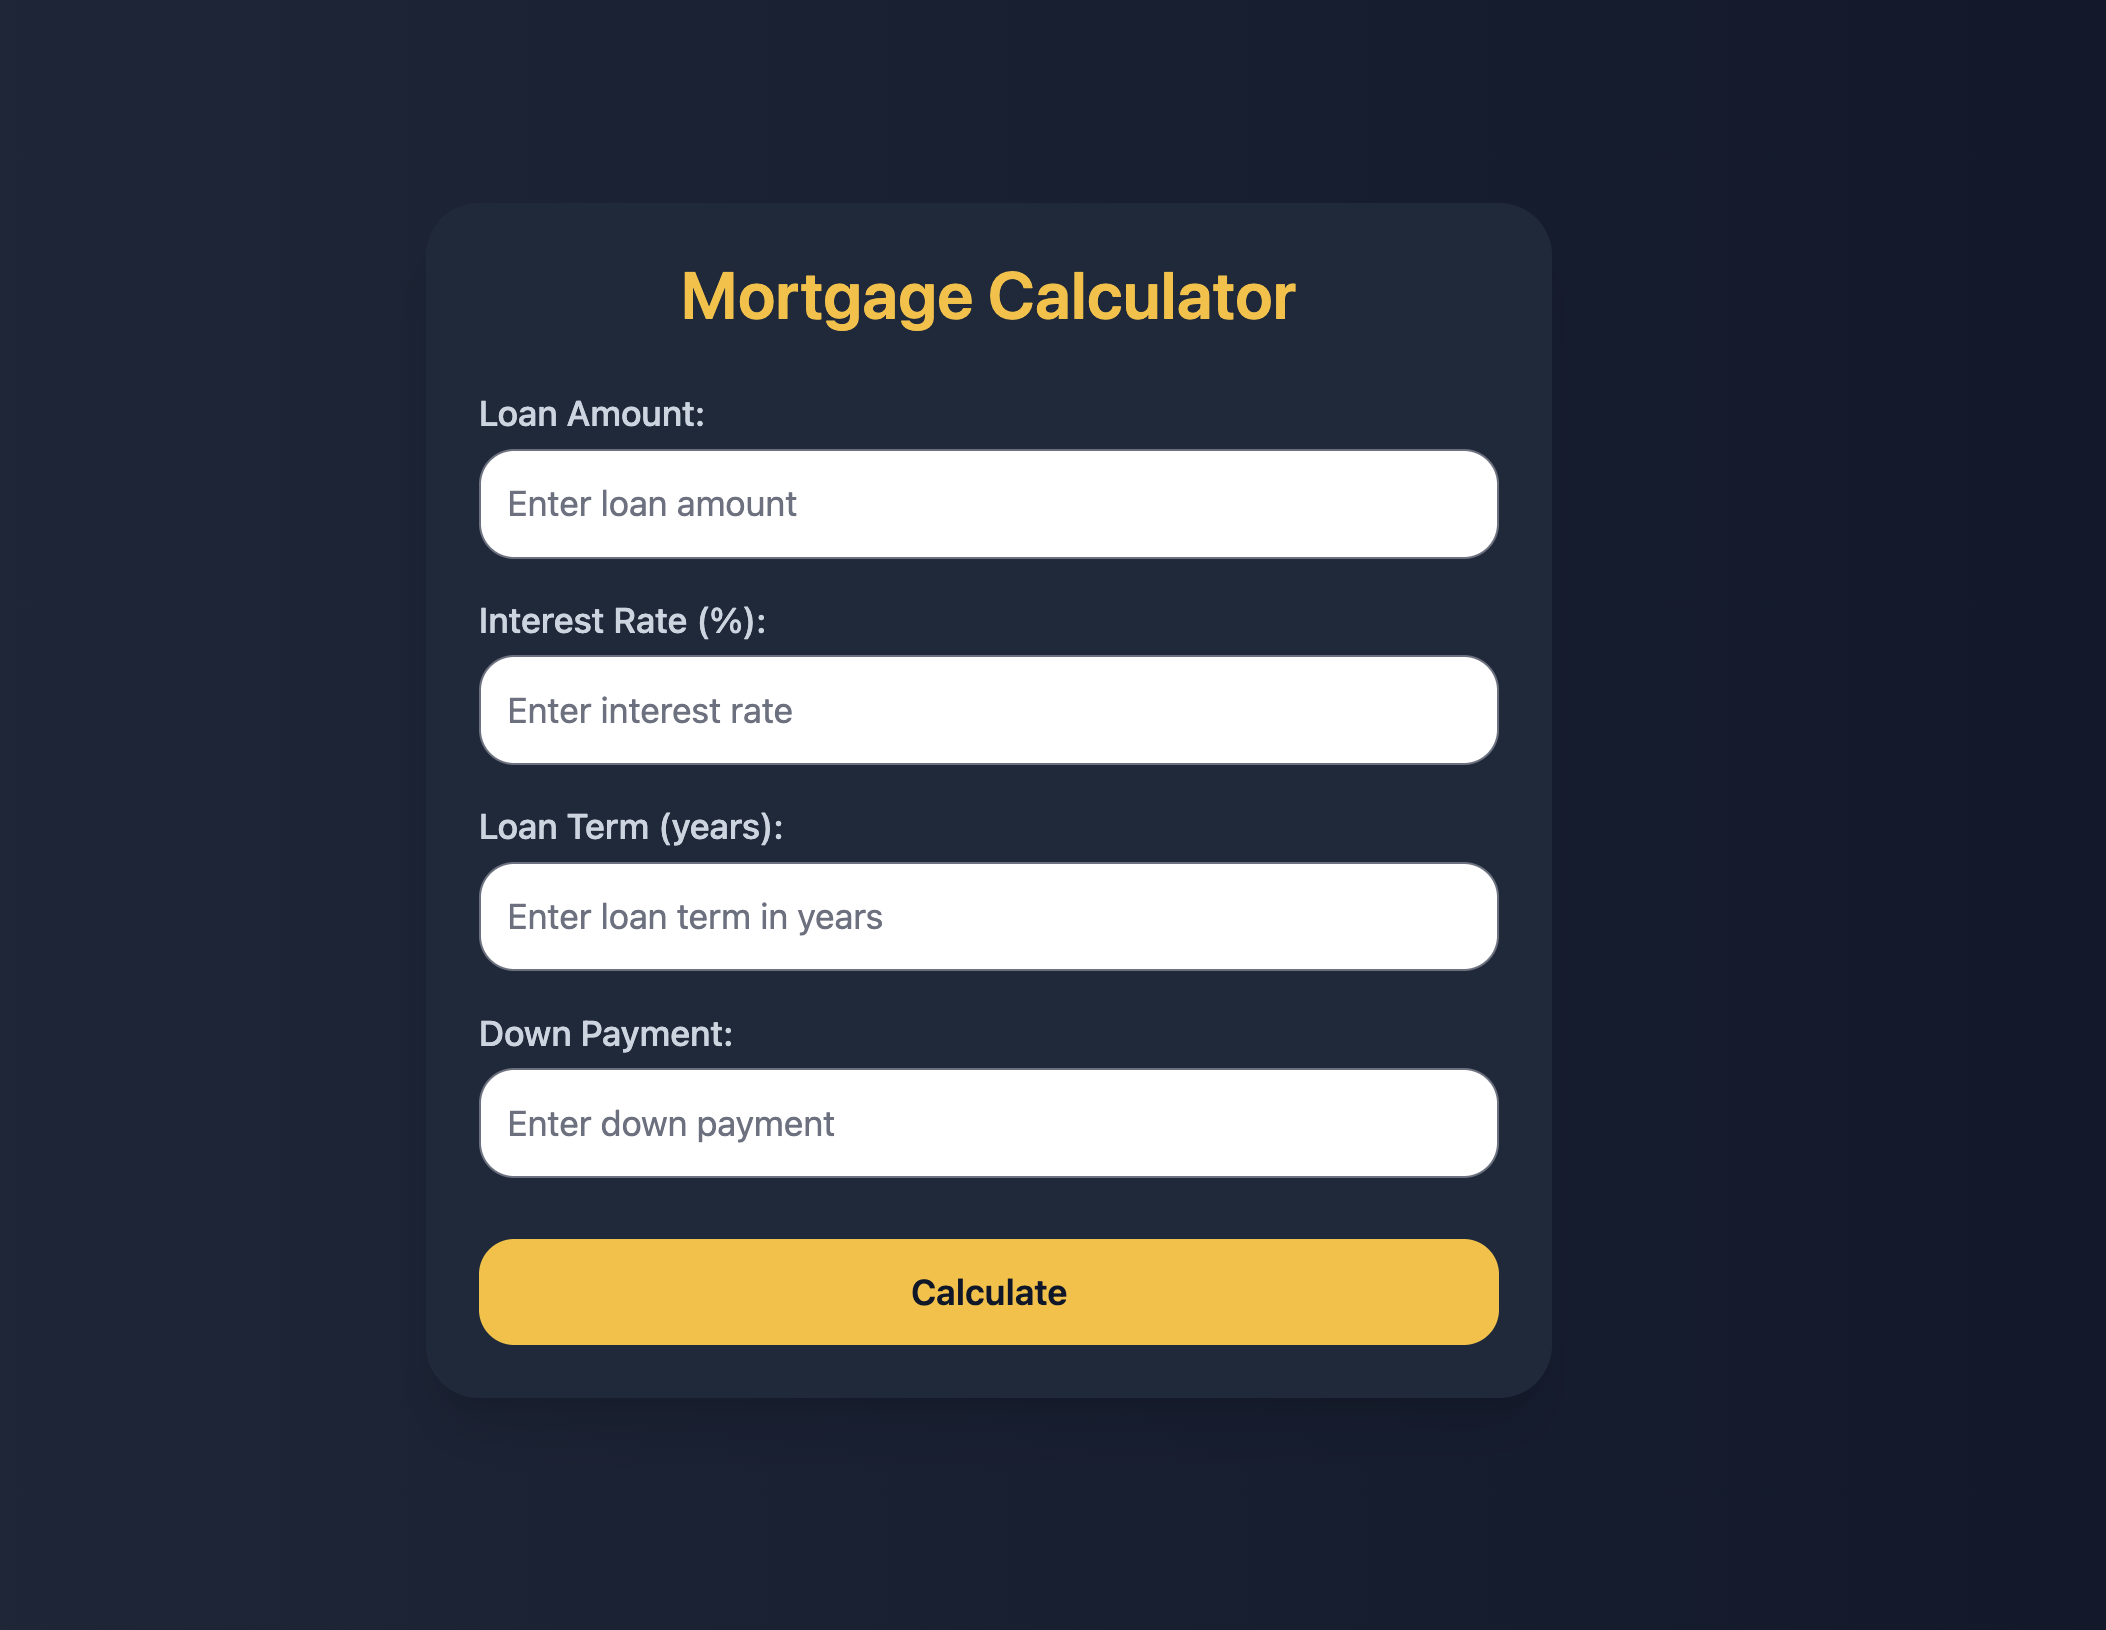 Mortgage Calculator
Loan Amount:
Enter loan amount
Interest Rate (%):
Enter interest rate
Loan Term (years):
Enter loan term in years
Down Payment:
Enter down payment
Calculate